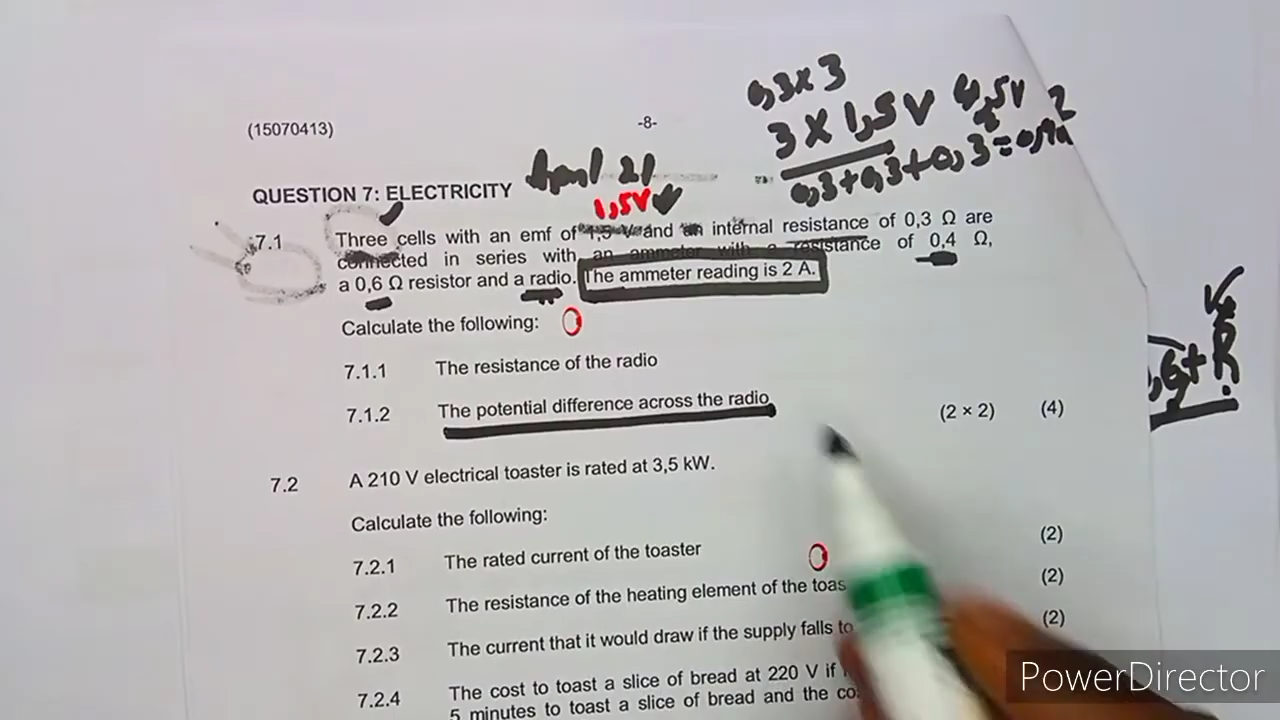 0,3 x 3
3 x 1,5V 4,5V
0,3+0,3+0,3=0,9Ω
(15070413)
-8-
QUESTION 7: ELECTRICITY April 21
1,5V
7.1 Three cells with an emf of 1,5 V and an internal resistance of 0,3 Ω are
connected in series with an ammeter with a resistance of 0,4 Ω,
a 0,6 Ω resistor and a radio. The ammeter reading is 2 A.
Calculate the following:
7.1.1 The resistance of the radio
7.1.2 The potential difference across the radio (2 × 2) (4)
,6+R
7.2 A 210 V electrical toaster is rated at 3,5 kW.
Calculate the following:
7.2.1 The rated current of the toaster (2)
7.2.2 The resistance of the heating element of the toas (2)
7.2.3 The current that it would draw if the supply falls to (2)
7.2.4 The cost to toast a slice of bread at 220 V if
5 minutes to toast a slice of bread and the co
PowerDirector